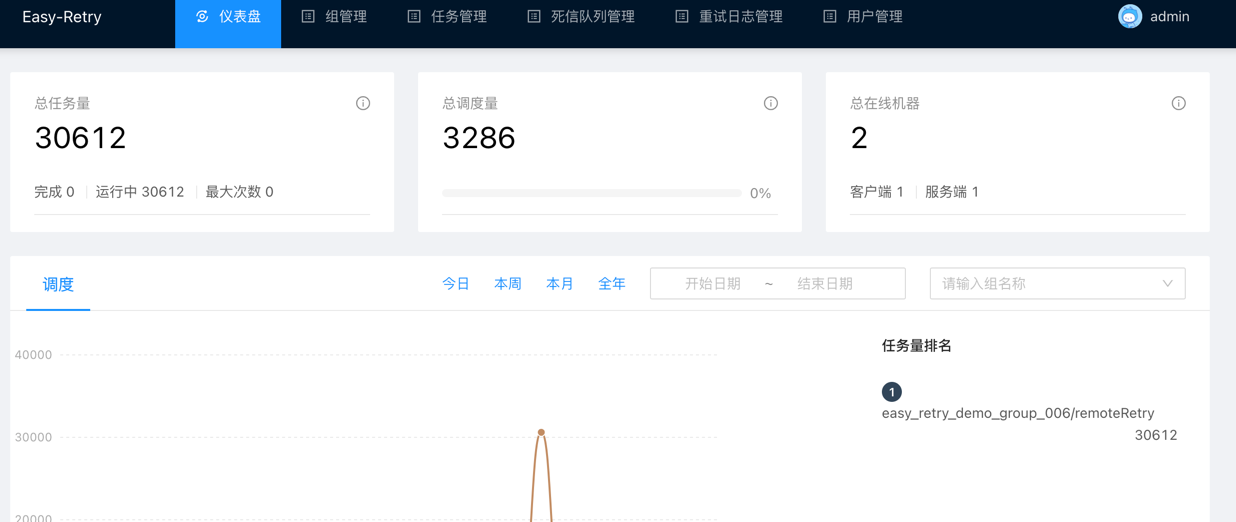 Easy-Retry 仪表盘 组管理 任务管理 死信队列管理 重试日志管理 用户管理 admin
总任务量 总调度量 总在线机器
30612 3286 2
完成 0 运行中 30612 最大次数 0 0% 客户端 1 服务端 1
调度 今日 本周 本月 全年 开始日期 ~ 结束日期 请输入组名称
任务量排名
40000
1
easy_retry_demo_group_006/remoteRetry
30000 30612
20000